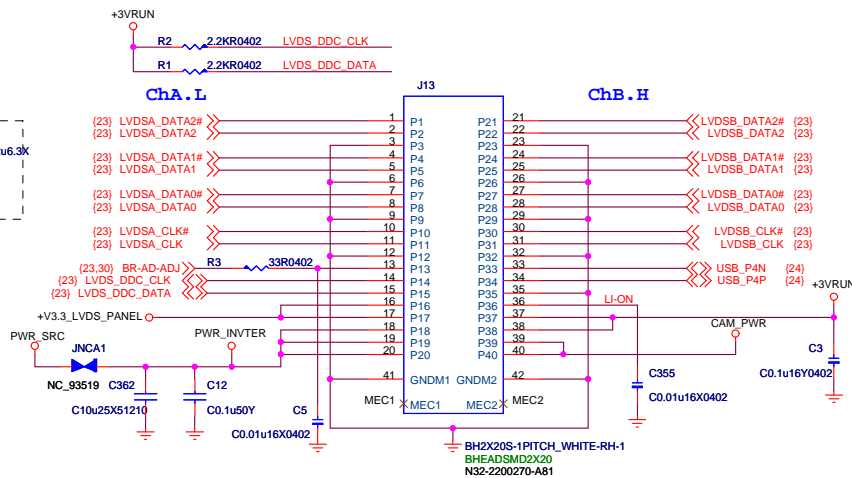 +3VRUN
R2 2.2KR0402 LVDS_DDC_CLK
R1 2.2KR0402 LVDS_DDC_DATA
ChA.L
J13
ChB.H
u6.3X
{23} LVDSA_DATA2# 1 P1 P21 21 LVDSB_DATA2# {23}
{23} LVDSA_DATA2 2 P2 P22 22 LVDSB_DATA2 {23}
3 P3 P23 23
{23} LVDSA_DATA1# 4 P4 P24 24 LVDSB_DATA1# {23}
{23} LVDSA_DATA1 5 P5 P25 25 LVDSB_DATA1 {23}
6 P6 P26 26
{23} LVDSA_DATA0# 7 P7 P27 27 LVDSB_DATA0# {23}
{23} LVDSA_DATA0 8 P8 P28 28 LVDSB_DATA0 {23}
9 P9 P29 29
{23} LVDSA_CLK# 10 P10 P30 30 LVDSB_CLK# {23}
{23} LVDSA_CLK 11 P11 P31 31 LVDSB_CLK {23}
12 P12 P32 32
{23,30} BR-AD-ADJ R3 33R0402 13 P13 P33 33 USB_P4N {24}
{23} LVDS_DDC_CLK 14 P14 P34 34 USB_P4P {24}
{23} LVDS_DDC_DATA 15 P15 P35 35
+3VRUN
16 P16 P36 36 LI-ON
+V3.3_LVDS_PANEL 17 P17 P37 37
18 P18 P38 38
CAM_PWR
PWR_SRC PWR_INVTER
19 P19 P39 39
20 P20 P40 40
JNCA1
NC_93519
C3
C0.1u16Y0402
41 GNDM1 GNDM2 42
C355
C0.01u16X0402
C362
C10u25X51210
C12
C0.1u50Y
MEC1 MEC1 MEC2 MEC2
C5
C0.01u16X0402
BH2X20S-1PITCH_WHITE-RH-1
BHEADSMD2X20
N32-2200270-A81